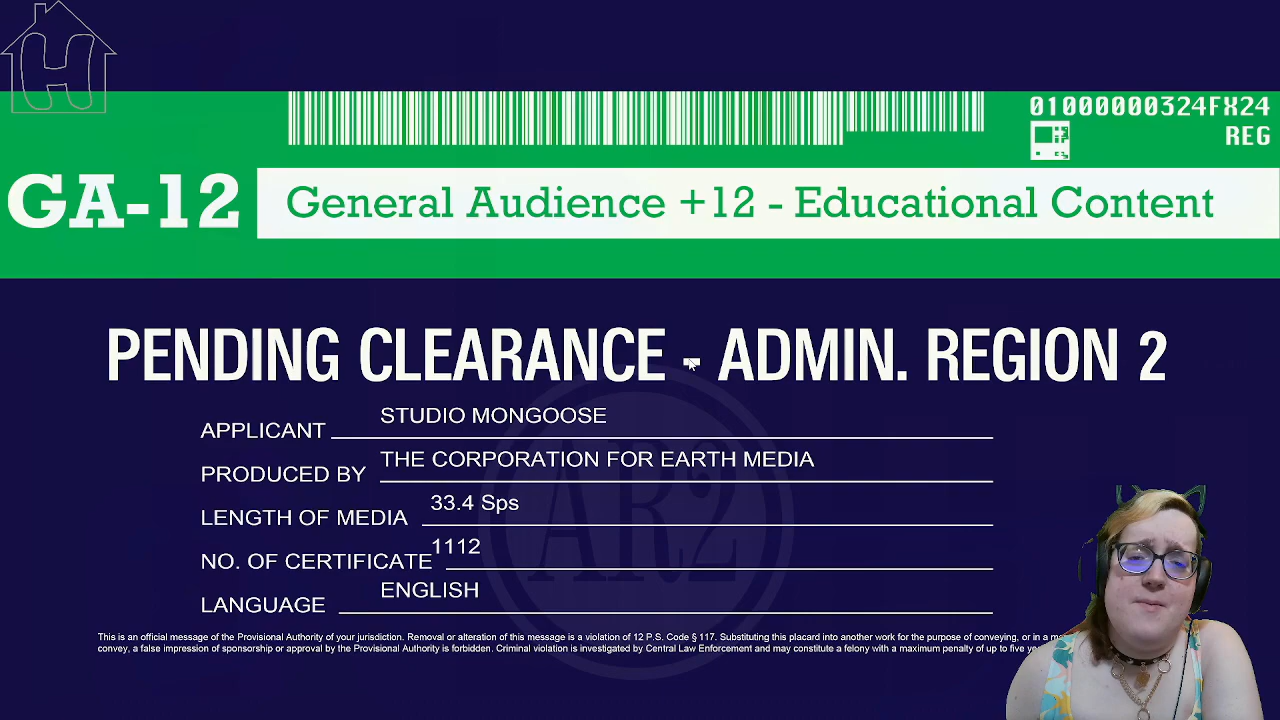 H
01000000324FX24
REG
GA-12
General Audience +12 - Educational Content
PENDING CLEARANCE - ADMIN. REGION 2
APPLICANT STUDIO MONGOOSE
PRODUCED BY THE CORPORATION FOR EARTH MEDIA
LENGTH OF MEDIA 33.4 Sps
NO. OF CERTIFICATE 1112
LANGUAGE ENGLISH
AR2
This is an official message of the Provisional Authority of your jurisdiction. Removal or alteration of this message is a violation of 12 P.S. Code § 117. Substituting this placard into another work for the purpose of conveying, or in a
convey, a false impression of sponsorship or approval by the Provisional Authority is forbidden. Criminal violation is investigated by Central Law Enforcement and may constitute a felony with a maximum penalty of up to five